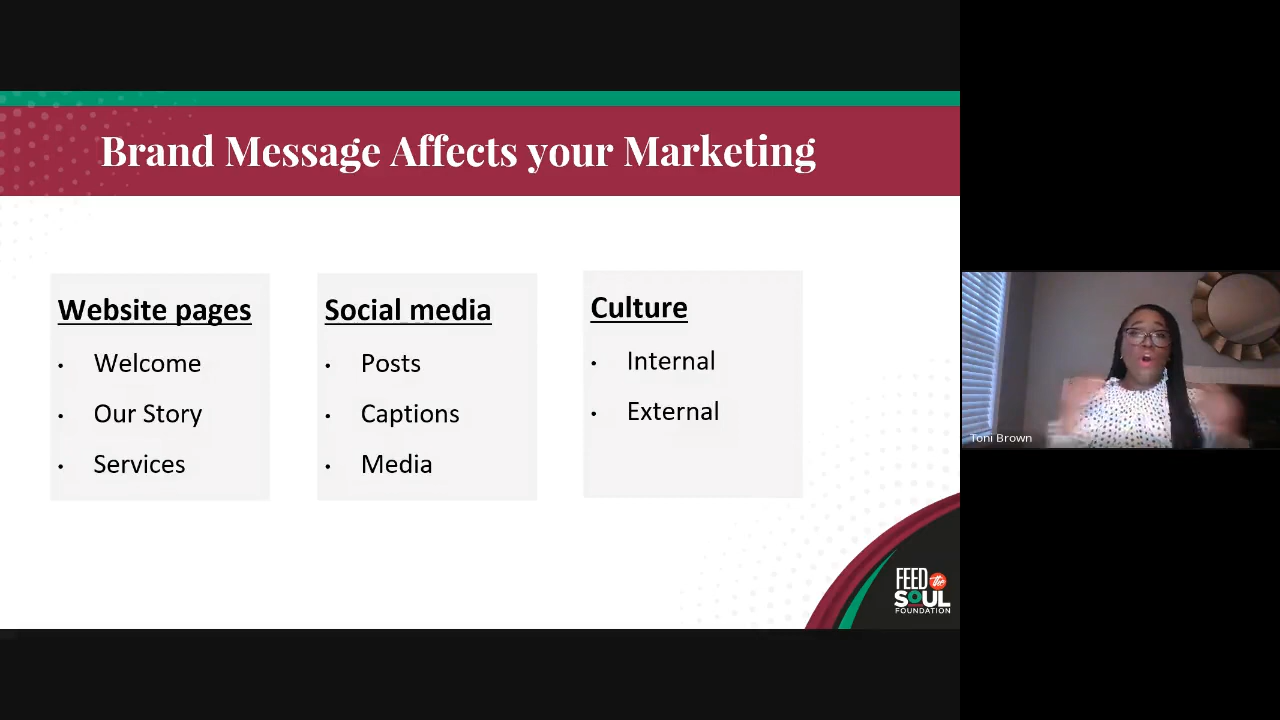 Brand Message Affects your Marketing
Website pages
• Welcome
• Our Story
• Services
Social media
• Posts
• Captions
• Media
Culture
• Internal
• External
FEED the
SOUL
FOUNDATION
Toni Brown